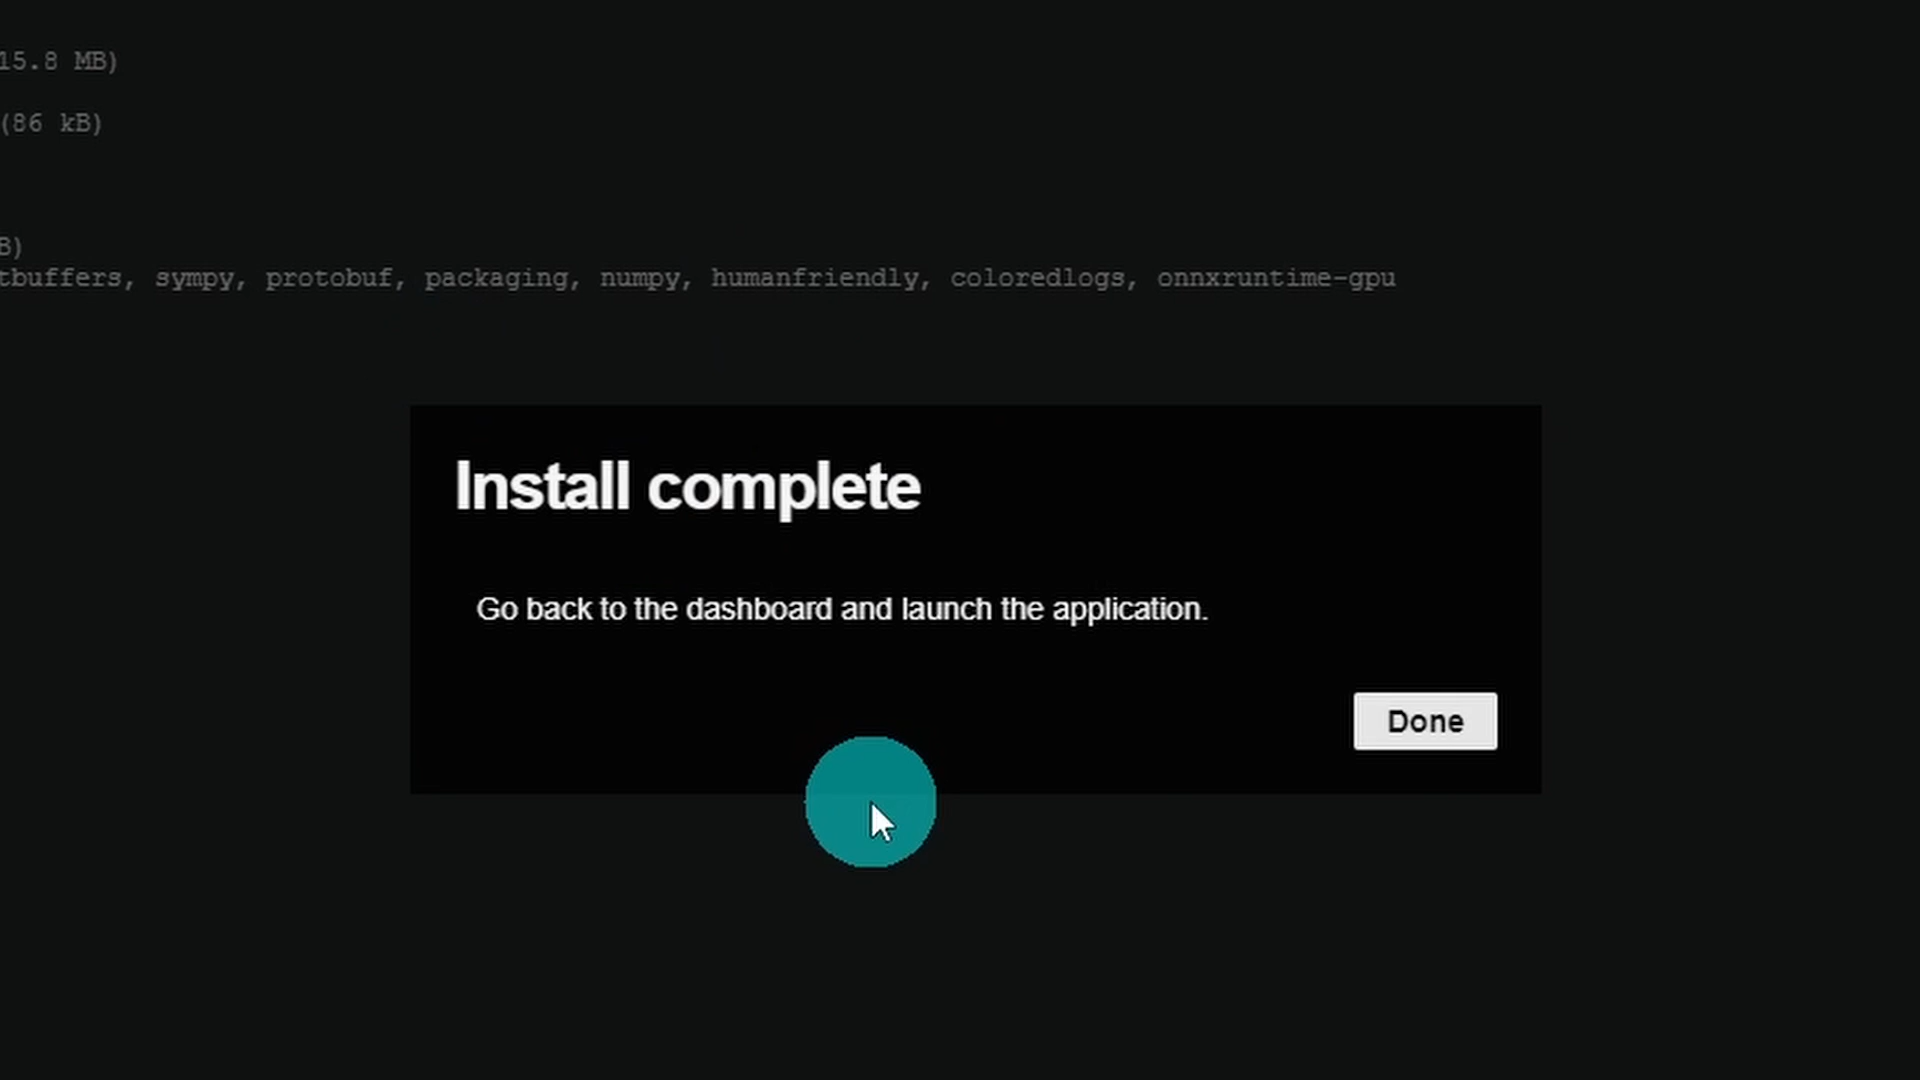 15.8 MB)
(86 kB)
B)
tbuffers, sympy, protobuf, packaging, numpy, humanfriendly, coloredlogs, onnxruntime-gpu
Install complete
Go back to the dashboard and launch the application.
Done